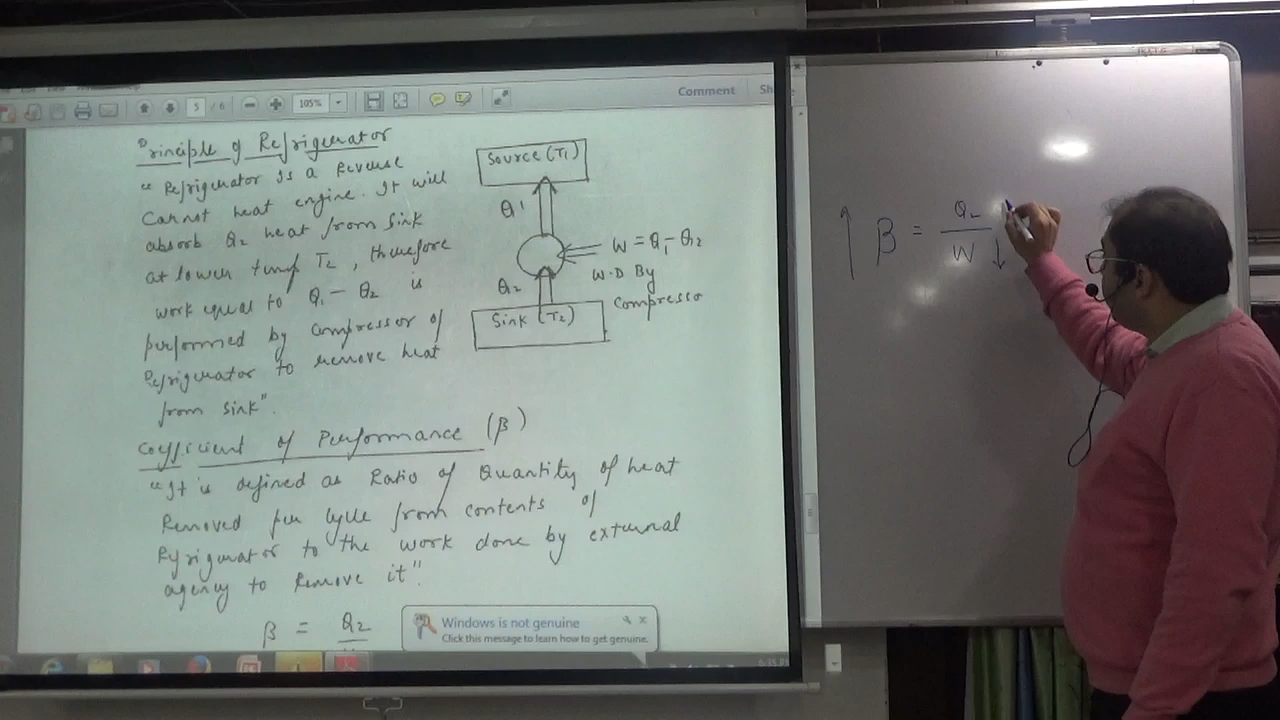 5 / 6
105%
Comment
Sh
Principle of Refrigerator
"Refrigerator Is a Reverse
Carnot heat engine. It will
absorb Q2 heat from sink
at lower temp T2, therefore
work equal to Q1 - Q2 is
performed by compressor of
Refrigerator to remove heat
from sink".
Source (T1)
Q1
W = Q1 - Q2
W.D By
Compressor
Q2
Sink (T2)
Coefficient of Performance (β)
"It is defined as Ratio of Quantity of heat
Removed per cycle from contents of
Refrigerator to the work done by external
agency to remove it".
β = Q2
Windows is not genuine
Click this message to learn how to get genuine.
↑ β = Q2 / W ↓